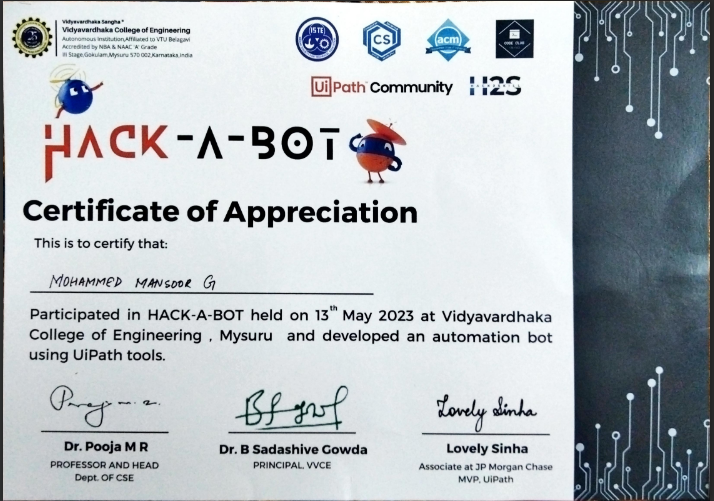 Vidyavardhaka Sangha ®
Vidyavardhaka College of Engineering
Autonomous Institution, Affiliated to VTU Belagavi
Accredited by NBA & NAAC 'A' Grade
III Stage, Gokulam, Mysuru 570 002, Karnataka, India
ISTE
CSI
acm
CODE CLUB
UiPath Community
H2S
HACK-A-BOT
Certificate of Appreciation
This is to certify that:
MOHAMMED MANSOOR G
Participated in HACK-A-BOT held on 13th May 2023 at Vidyavardhaka
College of Engineering , Mysuru and developed an automation bot
using UiPath tools.
Lovely Sinha
Dr. Pooja M R
PROFESSOR AND HEAD
Dept. OF CSE
Dr. B Sadashive Gowda
PRINCIPAL, VVCE
Lovely Sinha
Associate at JP Morgan Chase
MVP, UiPath